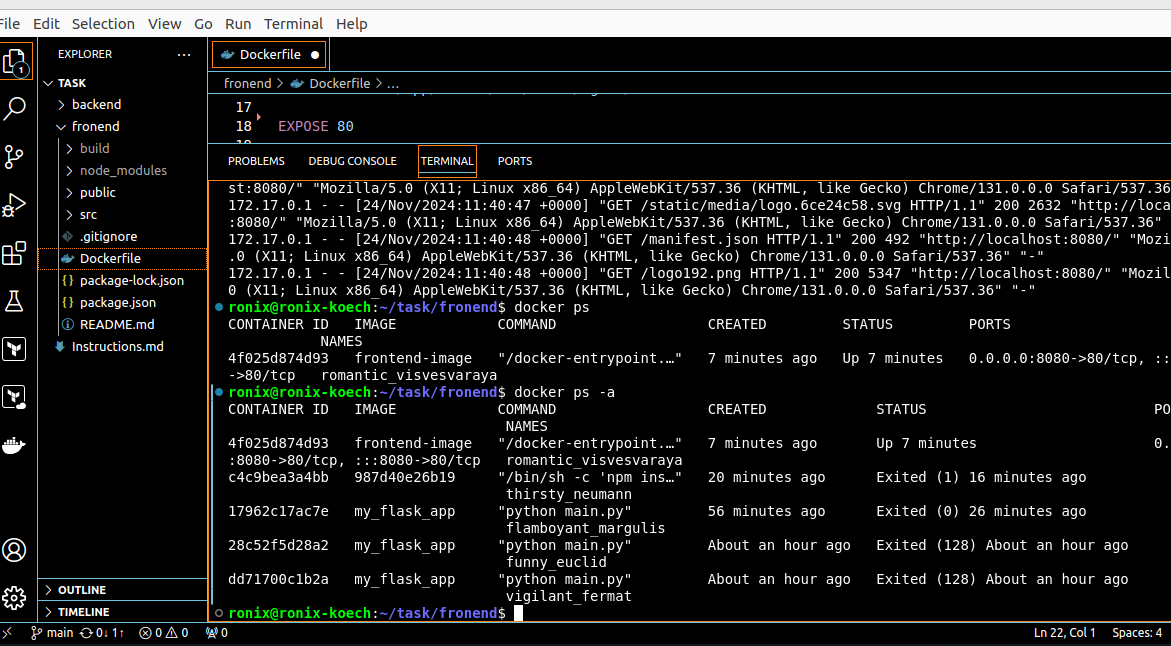 File Edit Selection View Go Run Terminal Help
EXPLORER ...
Dockerfile
1
TASK
backend
fronend
build
node_modules
public
src
.gitignore
Dockerfile
package-lock.json
package.json
README.md
Instructions.md
OUTLINE
TIMELINE
fronend > Dockerfile > ...
17
18 EXPOSE 80
PROBLEMS DEBUG CONSOLE TERMINAL PORTS
st:8080/" "Mozilla/5.0 (X11; Linux x86_64) AppleWebKit/537.36 (KHTML, like Gecko) Chrome/131.0.0.0 Safari/537.36
172.17.0.1 - - [24/Nov/2024:11:40:47 +0000] "GET /static/media/logo.6ce24c58.svg HTTP/1.1" 200 2632 "http://loca
:8080/" "Mozilla/5.0 (X11; Linux x86_64) AppleWebKit/537.36 (KHTML, like Gecko) Chrome/131.0.0.0 Safari/537.36"
172.17.0.1 - - [24/Nov/2024:11:40:48 +0000] "GET /manifest.json HTTP/1.1" 200 492 "http://localhost:8080/" "Mozi
.0 (X11; Linux x86_64) AppleWebKit/537.36 (KHTML, like Gecko) Chrome/131.0.0.0 Safari/537.36" "-"
172.17.0.1 - - [24/Nov/2024:11:40:48 +0000] "GET /logo192.png HTTP/1.1" 200 5347 "http://localhost:8080/" "Mozil
0 (X11; Linux x86_64) AppleWebKit/537.36 (KHTML, like Gecko) Chrome/131.0.0.0 Safari/537.36" "-"
ronix@ronix-koech:~/task/fronend$ docker ps
CONTAINER ID IMAGE COMMAND CREATED STATUS PORTS
NAMES
4f025d874d93 frontend-image "/docker-entrypoint.…" 7 minutes ago Up 7 minutes 0.0.0.0:8080->80/tcp, ::
->80/tcp romantic_visvesvaraya
ronix@ronix-koech:~/task/fronend$ docker ps -a
CONTAINER ID IMAGE COMMAND CREATED STATUS PO
NAMES
4f025d874d93 frontend-image "/docker-entrypoint.…" 7 minutes ago Up 7 minutes 0.
:8080->80/tcp, :::8080->80/tcp romantic_visvesvaraya
c4c9bea3a4bb 987d40e26b19 "/bin/sh -c 'npm ins…" 20 minutes ago Exited (1) 16 minutes ago
thirsty_neumann
17962c17ac7e my_flask_app "python main.py" 56 minutes ago Exited (0) 26 minutes ago
flamboyant_margulis
28c52f5d28a2 my_flask_app "python main.py" About an hour ago Exited (128) About an hour ago
funny_euclid
dd71700c1b2a my_flask_app "python main.py" About an hour ago Exited (128) About an hour ago
vigilant_fermat
ronix@ronix-koech:~/task/fronend$
main 0↓ 1↑ 0 0 0 Ln 22, Col 1 Spaces: 4